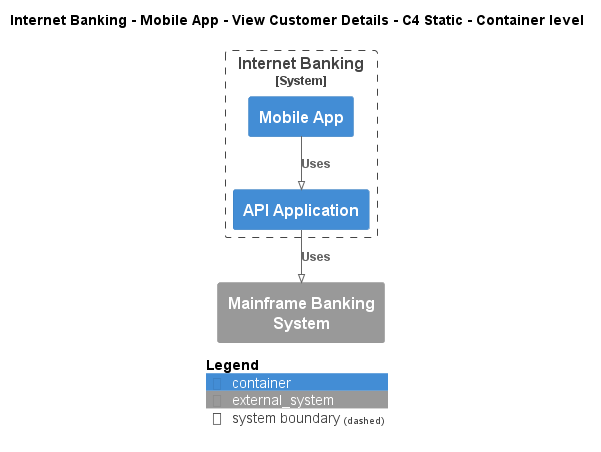 Internet Banking - Mobile App - View Customer Details - C4 Static - Container level
Internet Banking
[System]
Mobile App
Uses
API Application
Uses
Mainframe Banking
System
Legend
container
external_system
system boundary (dashed)